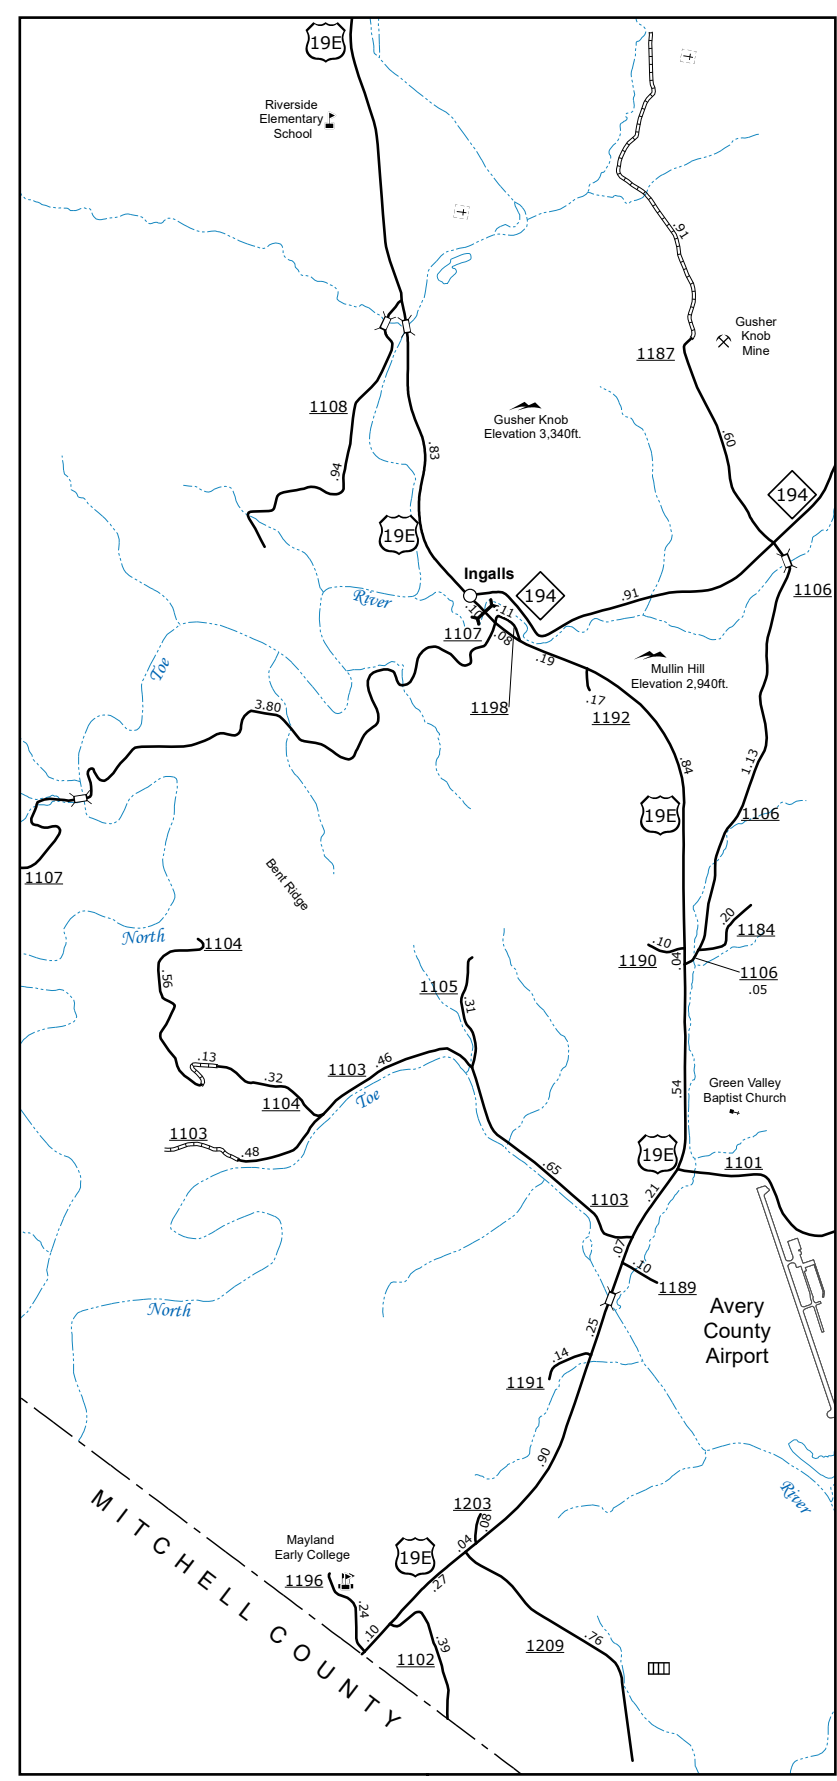 19E
Riverside
Elementary
School
.91
Gusher
Knob
Mine
1187
1108
Gusher Knob
Elevation 3,340ft.
.83
.60
.94
194
19E
Ingalls
1106
River
194
.91
.10
.11
1107
.08
.19
Toe
Mullin Hill
Elevation 2,940ft.
.17
1198
1192
3.80
.84
1.13
19E
1106
1107
Bent Ridge
North
1104
.10
.20
1184
1190
.04
1106
.05
.56
1105
.31
.13
.32
1103
.46
1104
Toe
.54
Green Valley
Baptist Church
1103
.48
19E
1101
.65
1103
.21
.07
.10
1189
North
Avery
County
Airport
.25
.14
1191
.90
River
1203
.08
MITCHELL COUNTY
Mayland
Early College
19E
.04
1196
.27
.24
.10
.39
1102
1209
.76